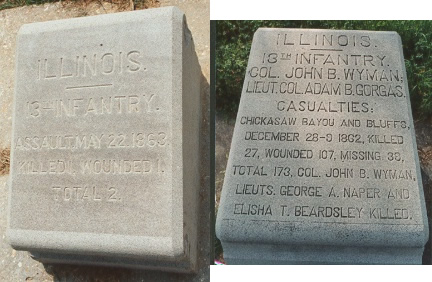 ILLINOIS.
13TH INFANTRY.
ASSAULT, MAY 22, 1863,
KILLED 1, WOUNDED 1,
TOTAL 2.
ILLINOIS.
13TH INFANTRY.
COL. JOHN B. WYMAN,
LIEUT. COL. ADAM B. GORGAS.
CASUALTIES:
CHICKASAW BAYOU AND BLUFFS,
DECEMBER 28-9 1862, KILLED
27, WOUNDED 107, MISSING 39,
TOTAL 173, COL. JOHN B. WYMAN,
LIEUTS. GEORGE A. NAPER AND
ELISHA T. BEARDSLEY KILLED.